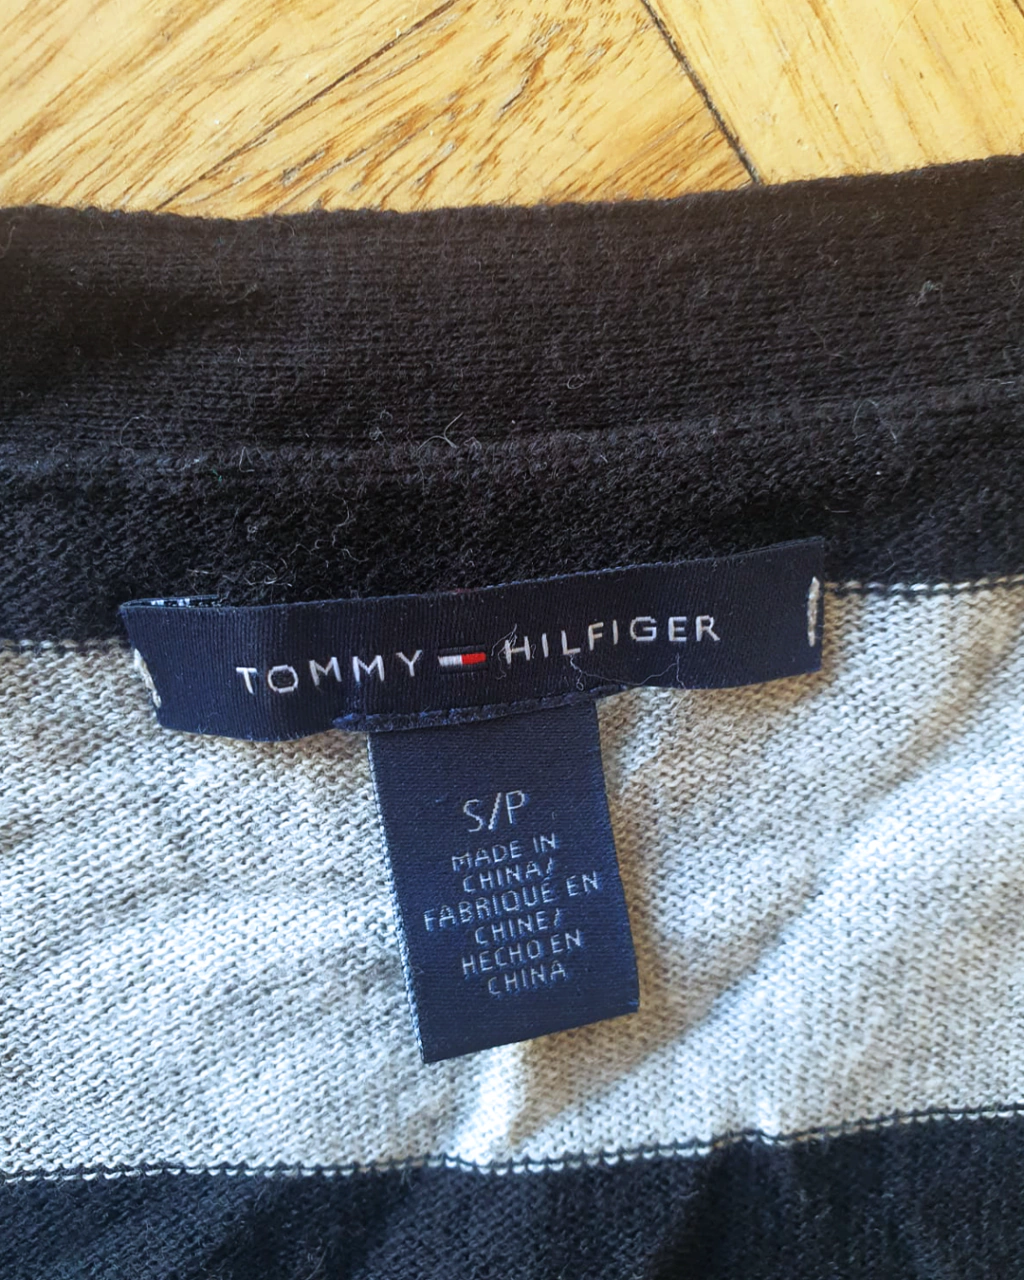 TOMMY HILFIGER
S/P
MADE IN
CHINA/
FABRIQUÉ EN
CHINE/
HECHO EN
CHINA